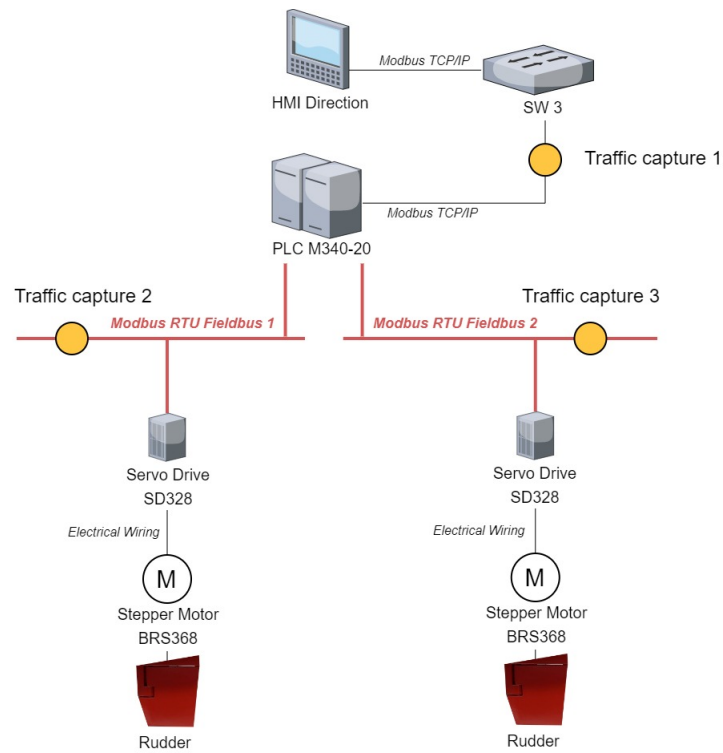 Modbus TCP/IP
HMI Direction
SW 3
Traffic capture 1
Modbus TCP/IP
PLC M340-20
Traffic capture 2
Traffic capture 3
Modbus RTU Fieldbus 1
Modbus RTU Fieldbus 2
Servo Drive
SD328
Servo Drive
SD328
Electrical Wiring
Electrical Wiring
M
M
Stepper Motor
BRS368
Stepper Motor
BRS368
Rudder
Rudder